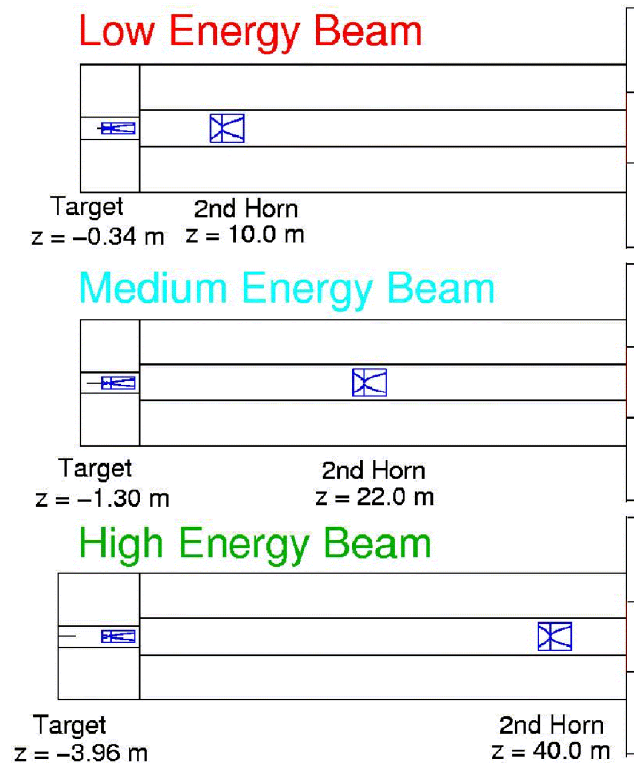 Low Energy Beam
Target
z = −0.34 m
2nd Horn
z = 10.0 m
Medium Energy Beam
Target
z = −1.30 m
2nd Horn
z = 22.0 m
High Energy Beam
Target
z = −3.96 m
2nd Horn
z = 40.0 m